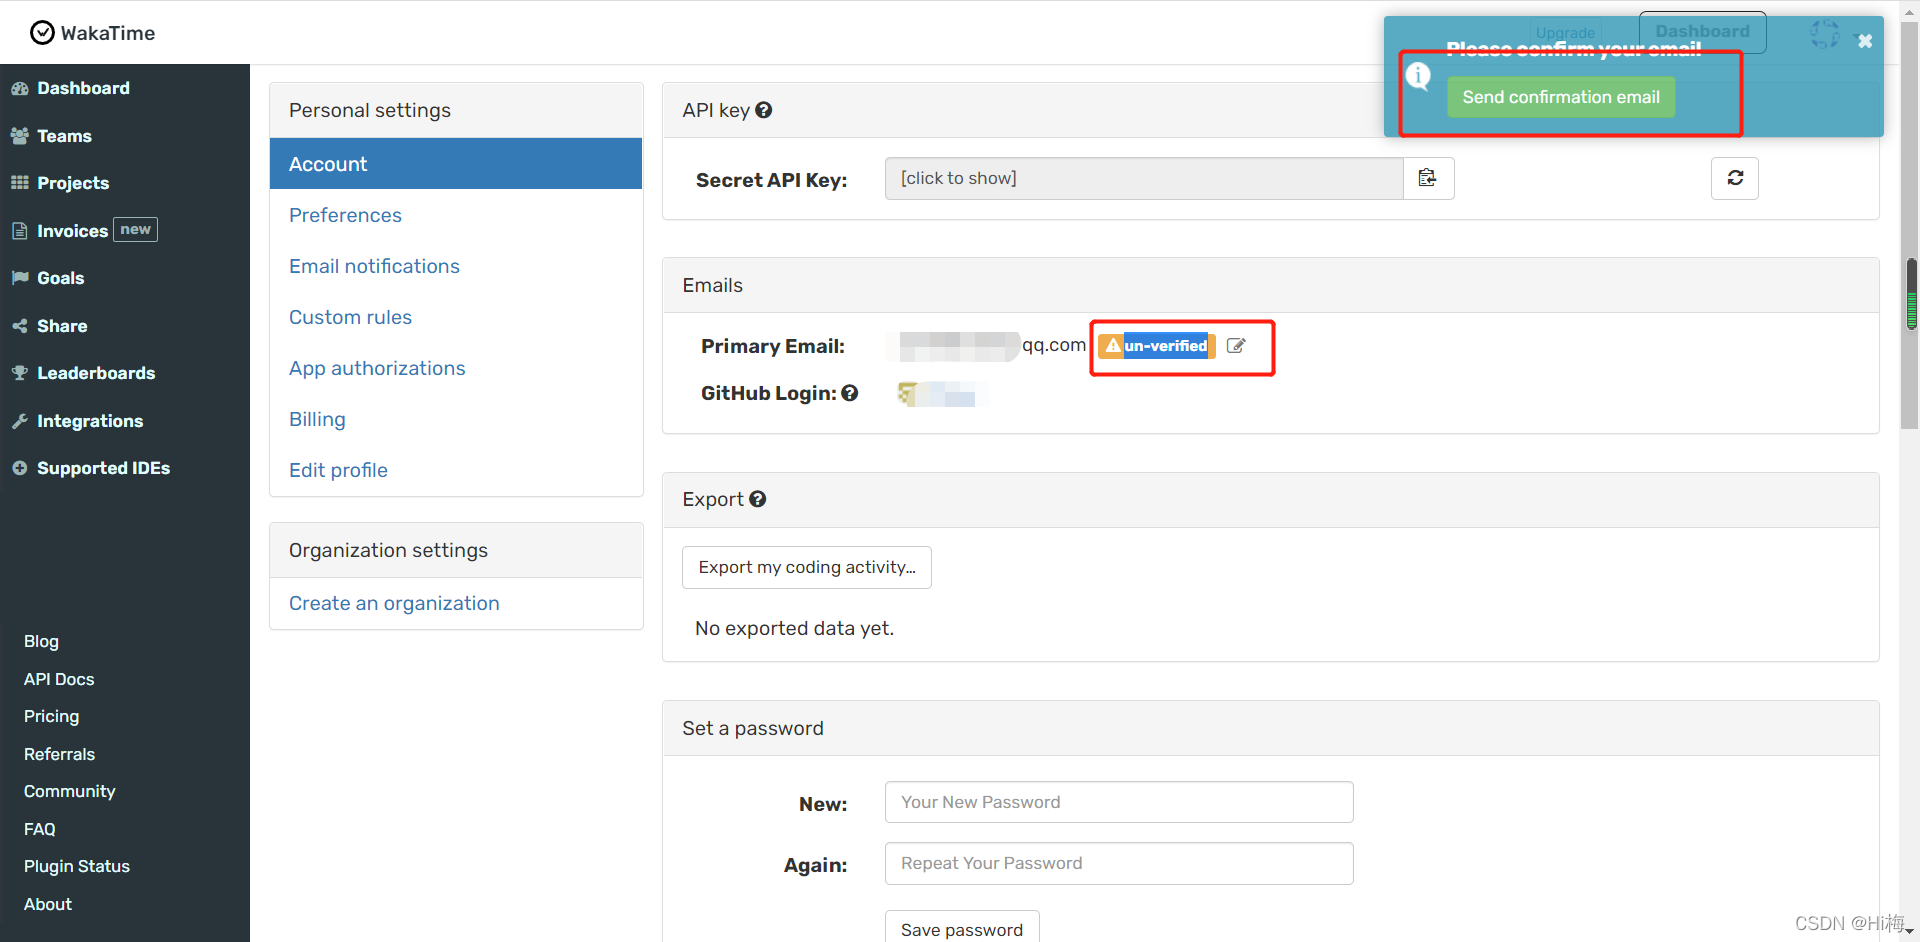 WakaTime
Upgrade
Dashboard
Please confirm your email
Send confirmation email
Dashboard
Teams
Projects
Invoices new
Goals
Share
Leaderboards
Integrations
Supported IDEs
Blog
API Docs
Pricing
Referrals
Community
FAQ
Plugin Status
About
Personal settings
Account
Preferences
Email notifications
Custom rules
App authorizations
Billing
Edit profile
Organization settings
Create an organization
API key
Secret API Key: [click to show]
Emails
Primary Email: qq.com un-verified
GitHub Login:
Export
Export my coding activity...
No exported data yet.
Set a password
New: Your New Password
Again: Repeat Your Password
Save password
CSDN @Hi梅